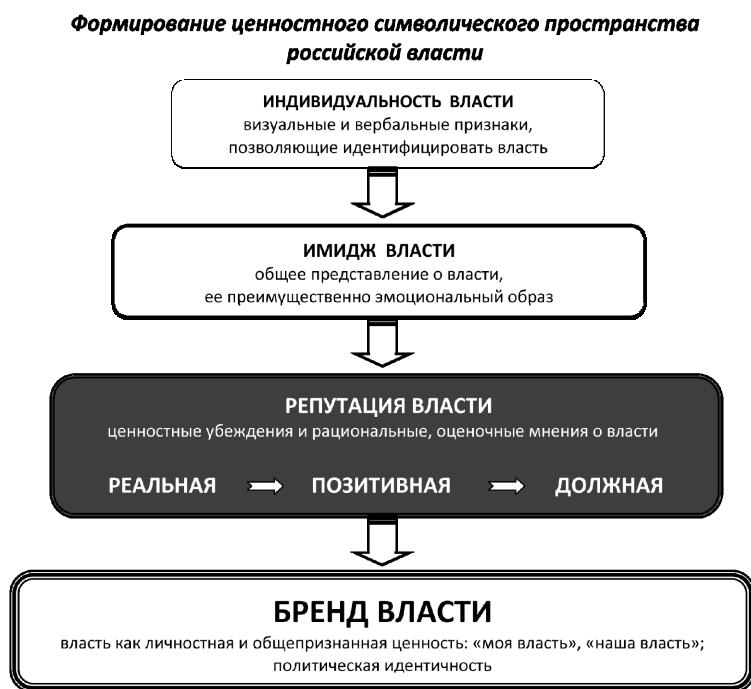 Формирование ценностного символического пространства
российской власти
ИНДИВИДУАЛЬНОСТЬ ВЛАСТИ
визуальные и вербальные признаки,
позволяющие идентифицировать власть
ИМИДЖ ВЛАСТИ
общее представление о власти,
ее преимущественно эмоциональный образ
РЕПУТАЦИЯ ВЛАСТИ
ценностные убеждения и рациональные, оценочные мнения о власти
РЕАЛЬНАЯ ПОЗИТИВНАЯ ДОЛЖНАЯ
БРЕНД ВЛАСТИ
власть как личностная и общепризнанная ценность: «моя власть», «наша власть»;
политическая идентичность